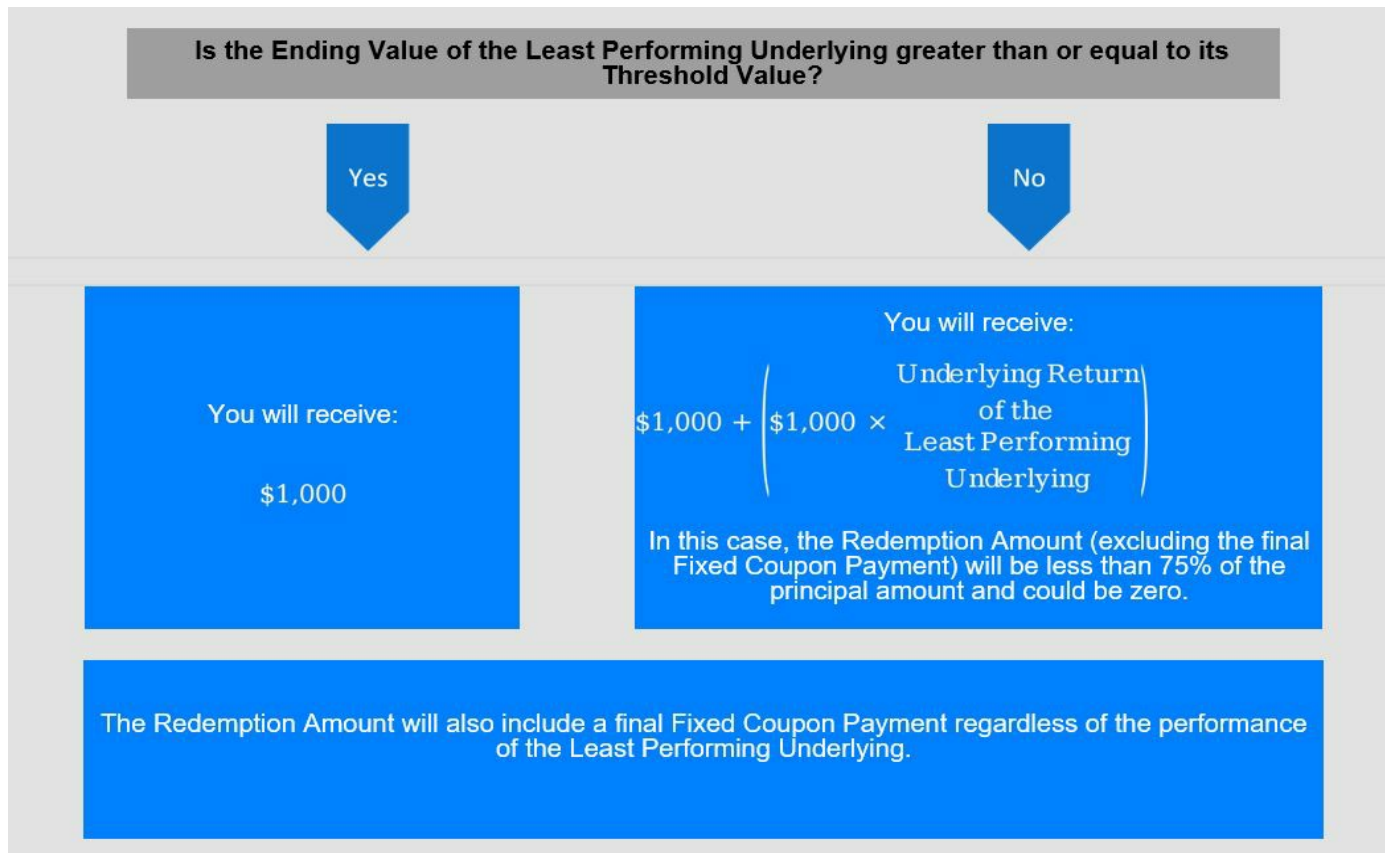 Is the Ending Value of the Least Performing Underlying greater than or equal to its
Threshold Value?
Yes
No
You will receive:
$1,000
You will receive:
$1,000 + ($1,000 × Underlying Return
of the
Least Performing
Underlying)
In this case, the Redemption Amount (excluding the final
Fixed Coupon Payment) will be less than 75% of the
principal amount and could be zero.
The Redemption Amount will also include a final Fixed Coupon Payment regardless of the performance
of the Least Performing Underlying.